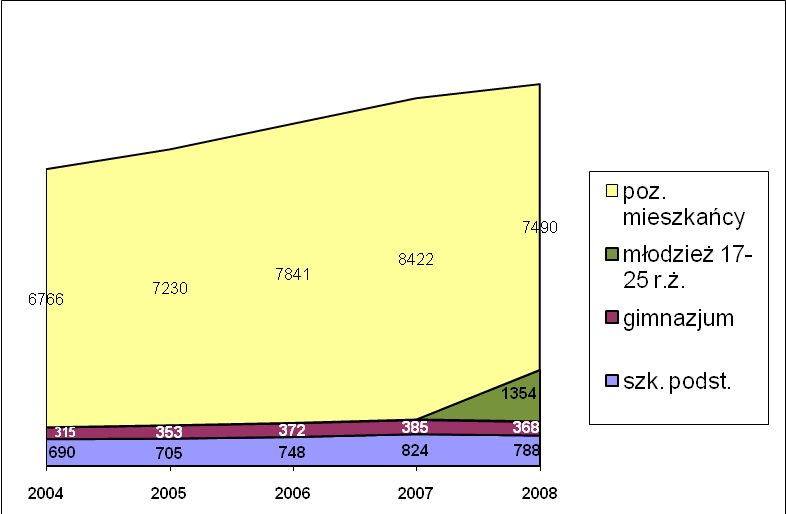 poz.
mieszkańcy
młodzież 17-
25 r.ż.
gimnazjum
szk. podst.
7490
8422
7841
7230
6766
1354
315 353 372 385 368
690 705 748 824 788
2004 2005 2006 2007 2008